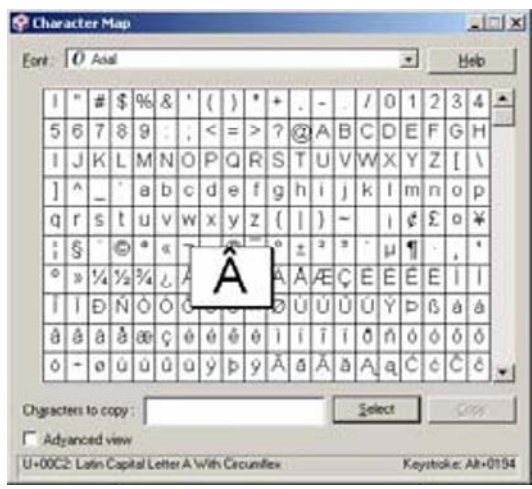 Character Map
Font: O Arial Help
! " # $ % & ' ( ) * + , - . / 0 1 2 3 4
5 6 7 8 9 : ; < = > ? @ A B C D E F G H
I J K L M N O P Q R S T U V W X Y Z [ \
] ^ _ ` a b c d e f g h i j k l m n o p
q r s t u v w x y z { | } ~ ¡ ¢ £ ¤ ¥
¦ § ¨ © ª « ¬ ® ¯ ° ± ² ³ ´ µ ¶ · ¸ ¹
º » ¼ ½ ¾ ¿ À Â Ä Å Æ Ç È É Ê Ë Ì Í
Î Ï Ð Ñ Ò Ó Ø Ù Ú Û Ü Ý Þ ß à á
â ã ä å æ ç è é ê ë ì í î ï ð ñ ò ó ô õ
ö ÷ ø ù ú û ü ý þ ÿ Ā ā Ă ă Ą ą Ć ć Ĉ ĉ
Characters to copy : Select Copy
Advanced view
U+00C2: Latin Capital Letter A With Circumflex Keystroke: Alt+0194